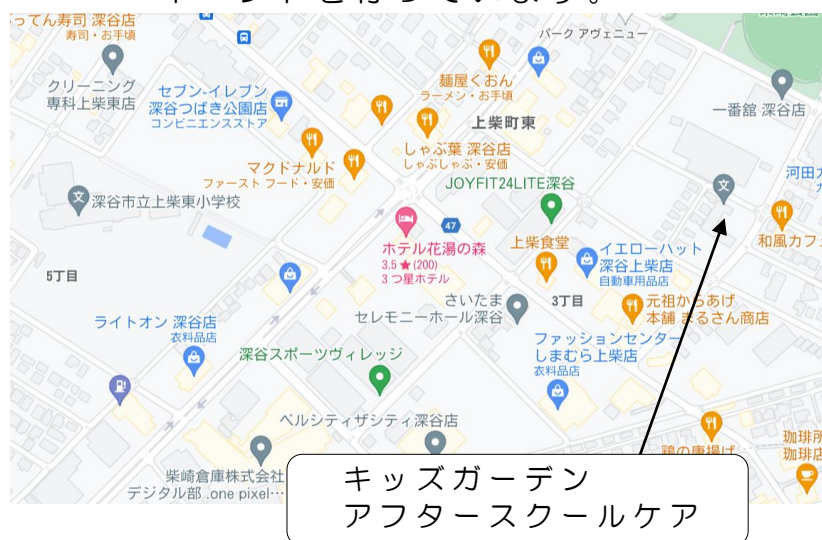 ってん寿司 深谷店
寿司・お手頃
クリーニング
専科上柴東店
セブン-イレブン
深谷つばき公園店
コンビニエンスストア
パーク アヴェニュー
麺屋くおん
ラーメン・お手頃
上柴町東
一番舘 深谷店
しゃぶ葉 深谷店
しゃぶしゃぶ・安価
マクドナルド
ファースト フード・安価
JOYFIT24LITE深谷
文
深谷市立上柴東小学校
文
47
ホテル花湯の森
3.5 ★ (200)
3 つ星ホテル
上柴食堂
イエローハット
深谷上柴店
自動車用品店
和風カフ
5丁目
さいたま
セレモニーホール深谷
3丁目
元祖からあげ
本舗 まるさん商店
ライトオン 深谷店
衣料品店
深谷スポーツヴィレッジ
ファッションセンター
しまむら上柴店
衣料品店
ベルシティザシティ深谷店
珈琲所
珈琲店
柴崎倉庫株式会社
デジタル部 .one pixel…
キッズガーデン
アフタースクールケア